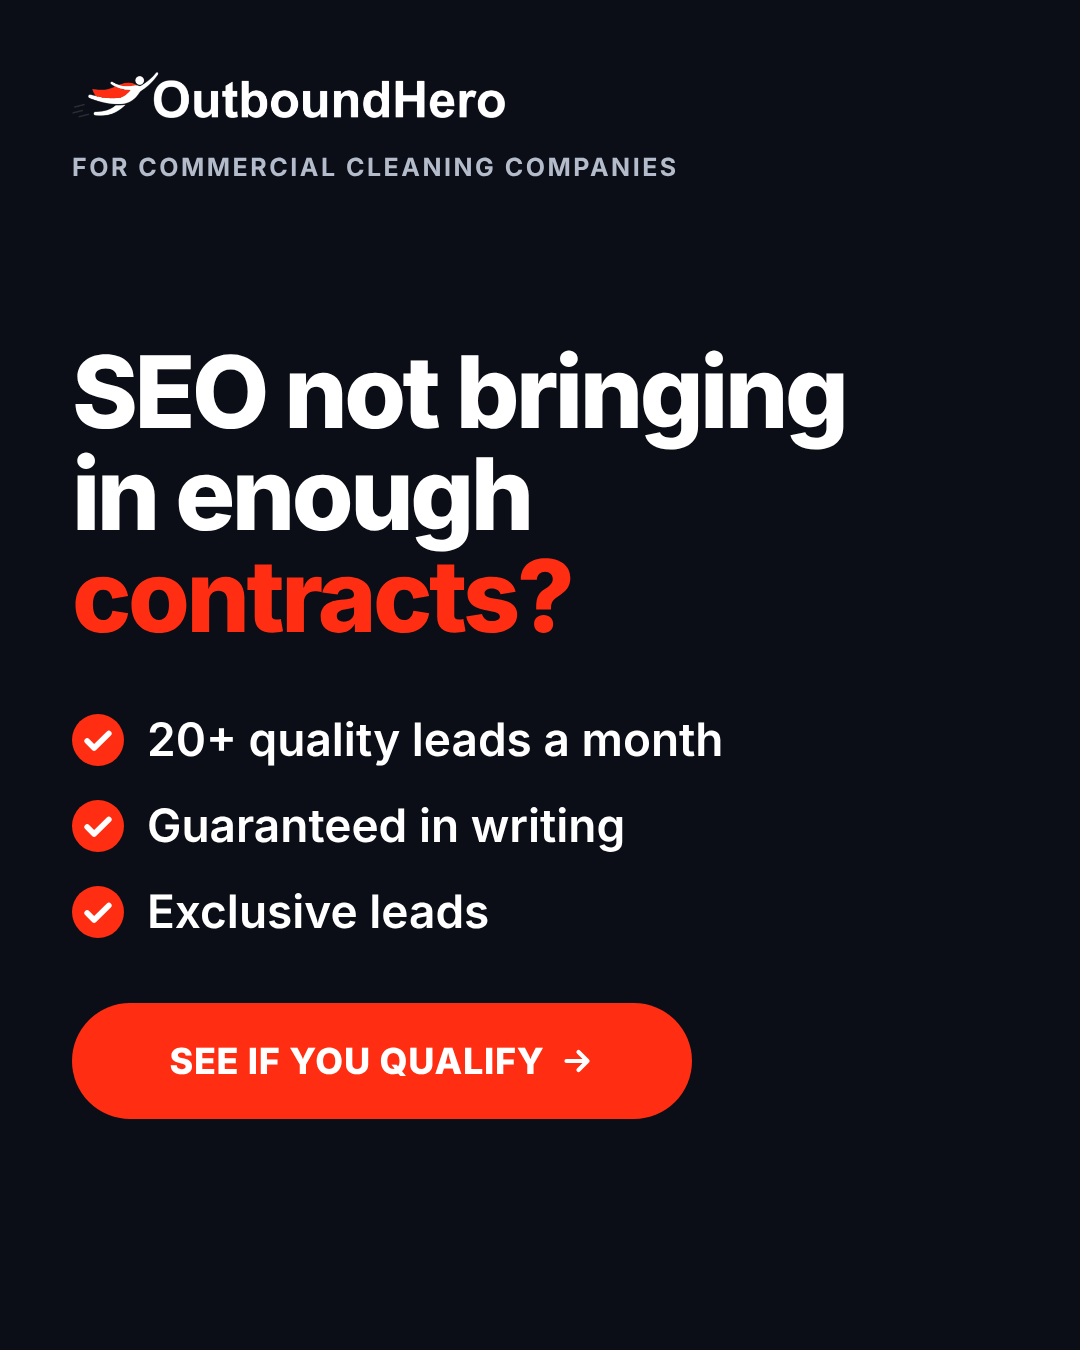 OutboundHero
FOR COMMERCIAL CLEANING COMPANIES
SEO not bringing
in enough
contracts?
20+ quality leads a month
Guaranteed in writing
Exclusive leads
SEE IF YOU QUALIFY →